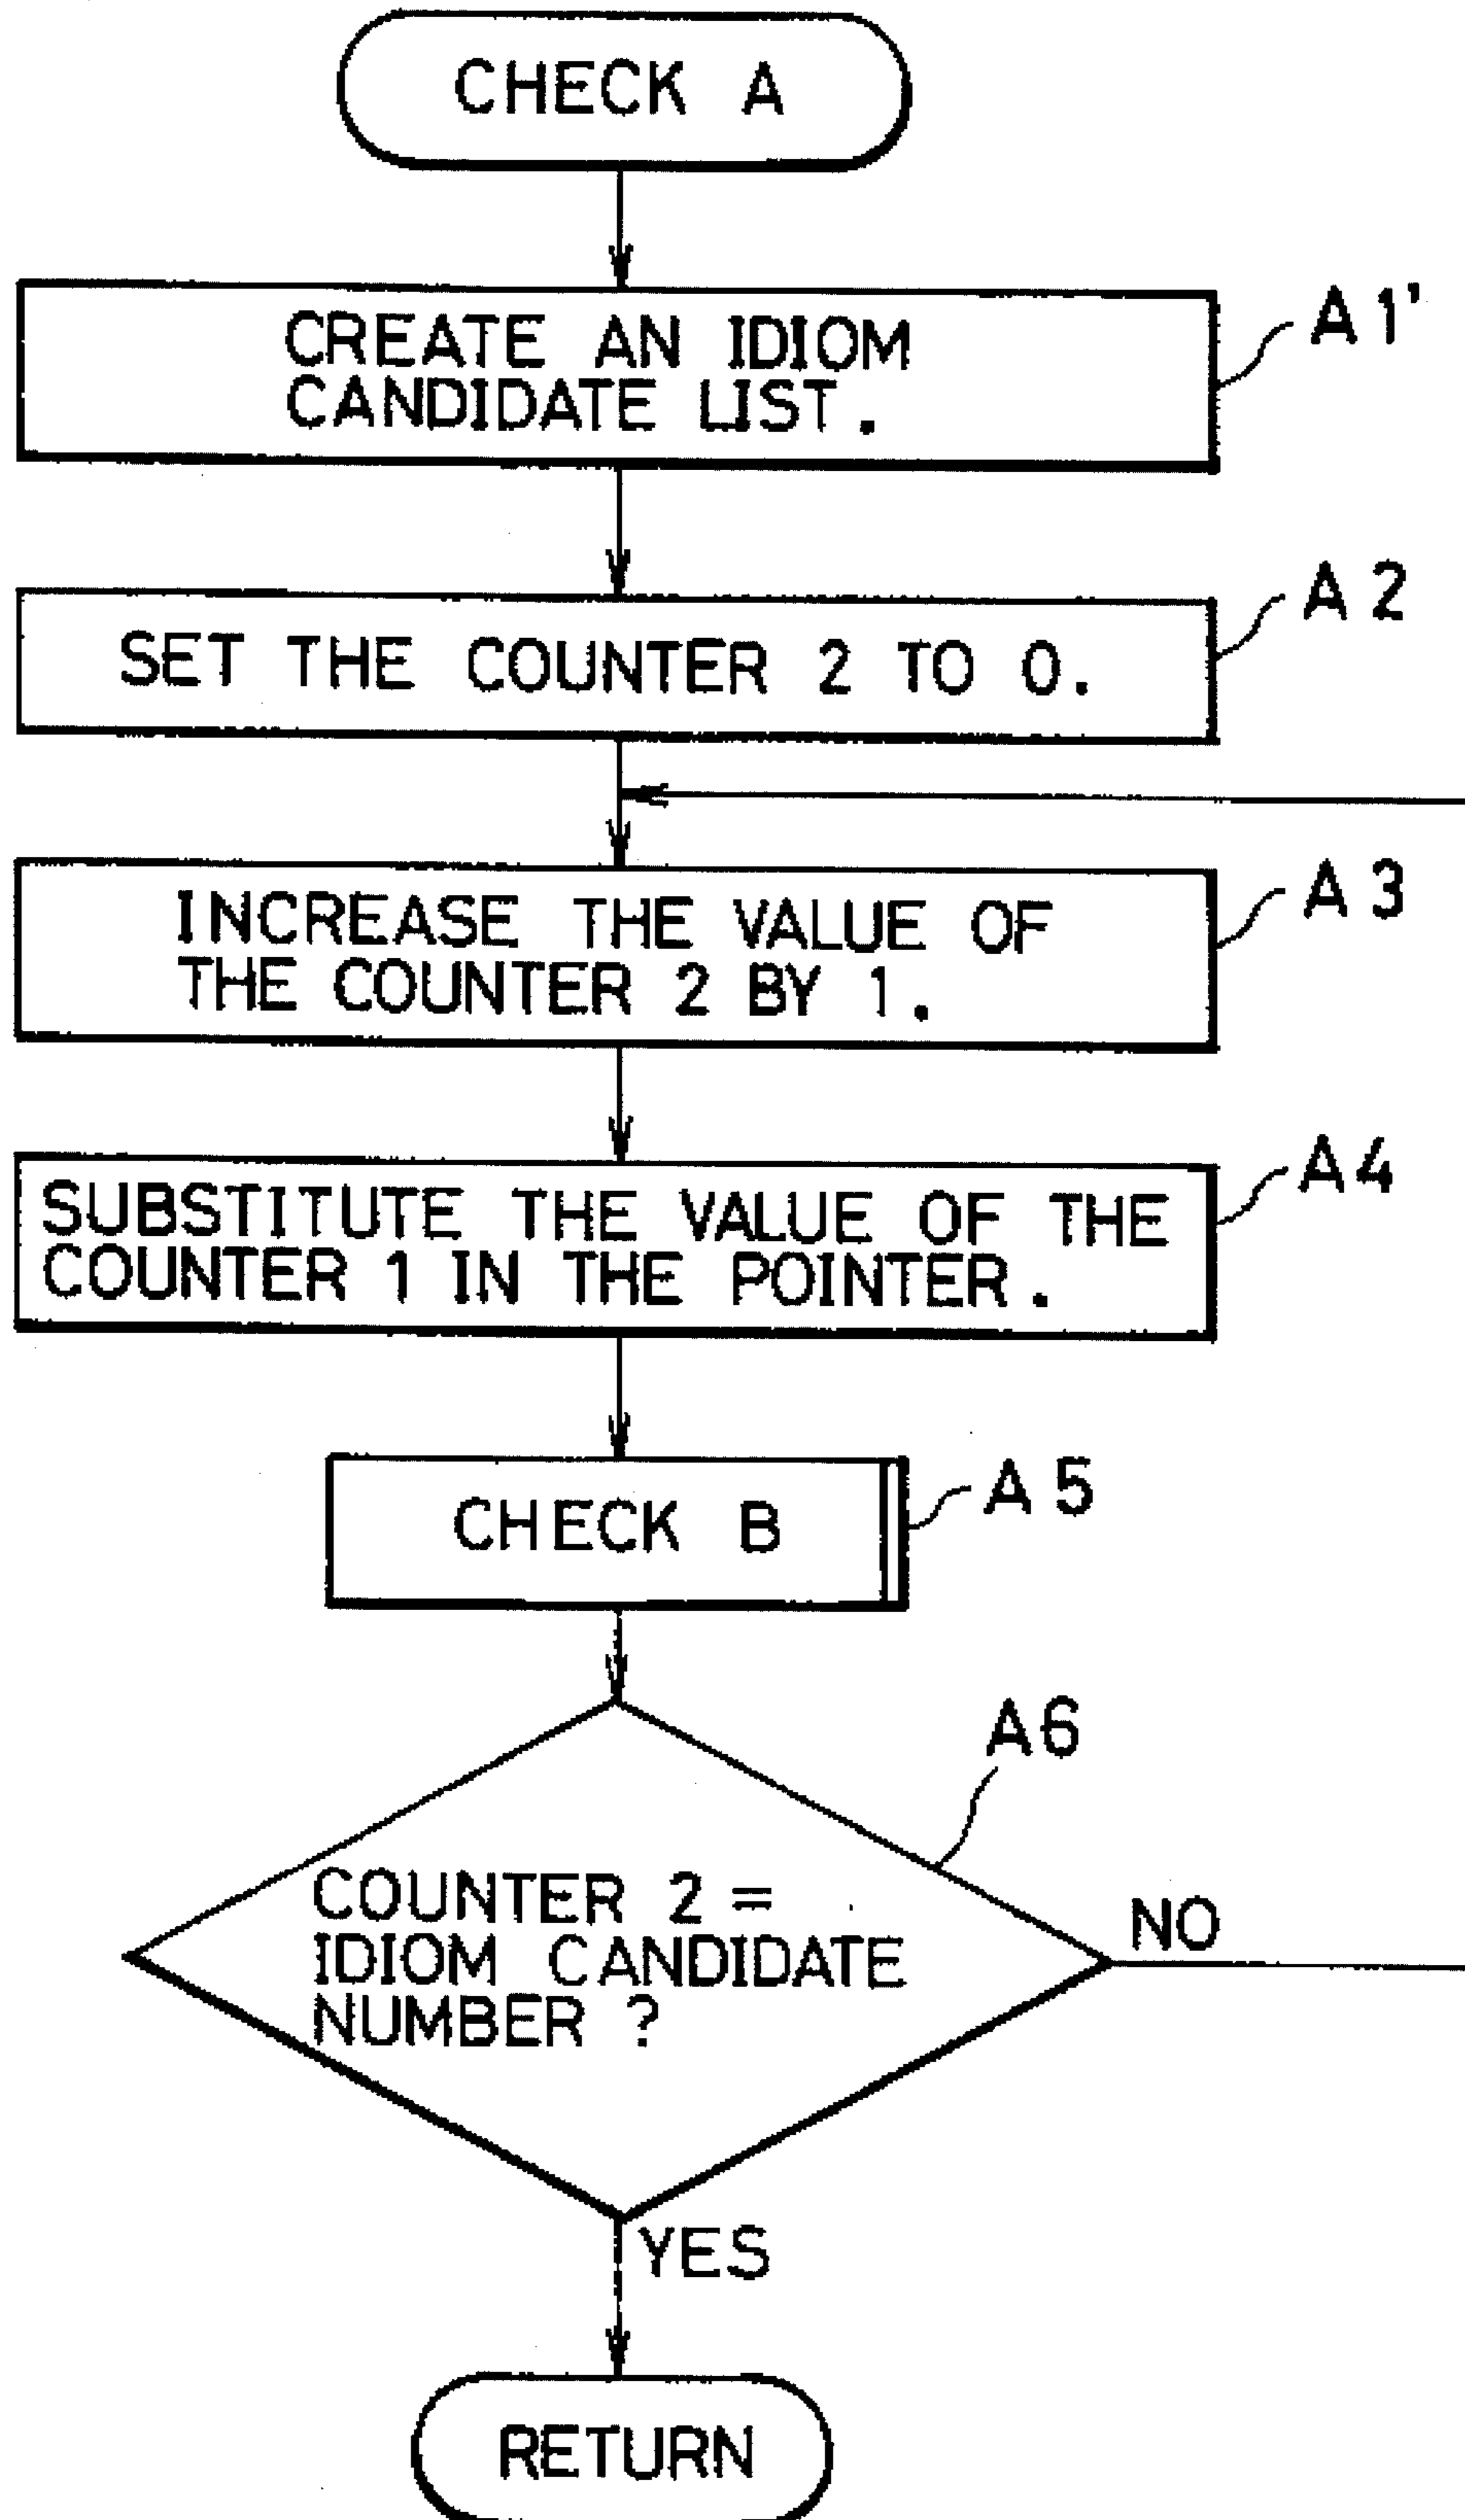 CHECK A
CREATE AN IDIOM
CANDIDATE LIST.
A1'
SET THE COUNTER 2 TO 0.
A2
INCREASE THE VALUE OF
THE COUNTER 2 BY 1.
A3
SUBSTITUTE THE VALUE OF THE
COUNTER 1 IN THE POINTER.
A4
CHECK B
A5
A6
COUNTER 2 =
IDIOM CANDIDATE
NUMBER ?
NO
YES
RETURN